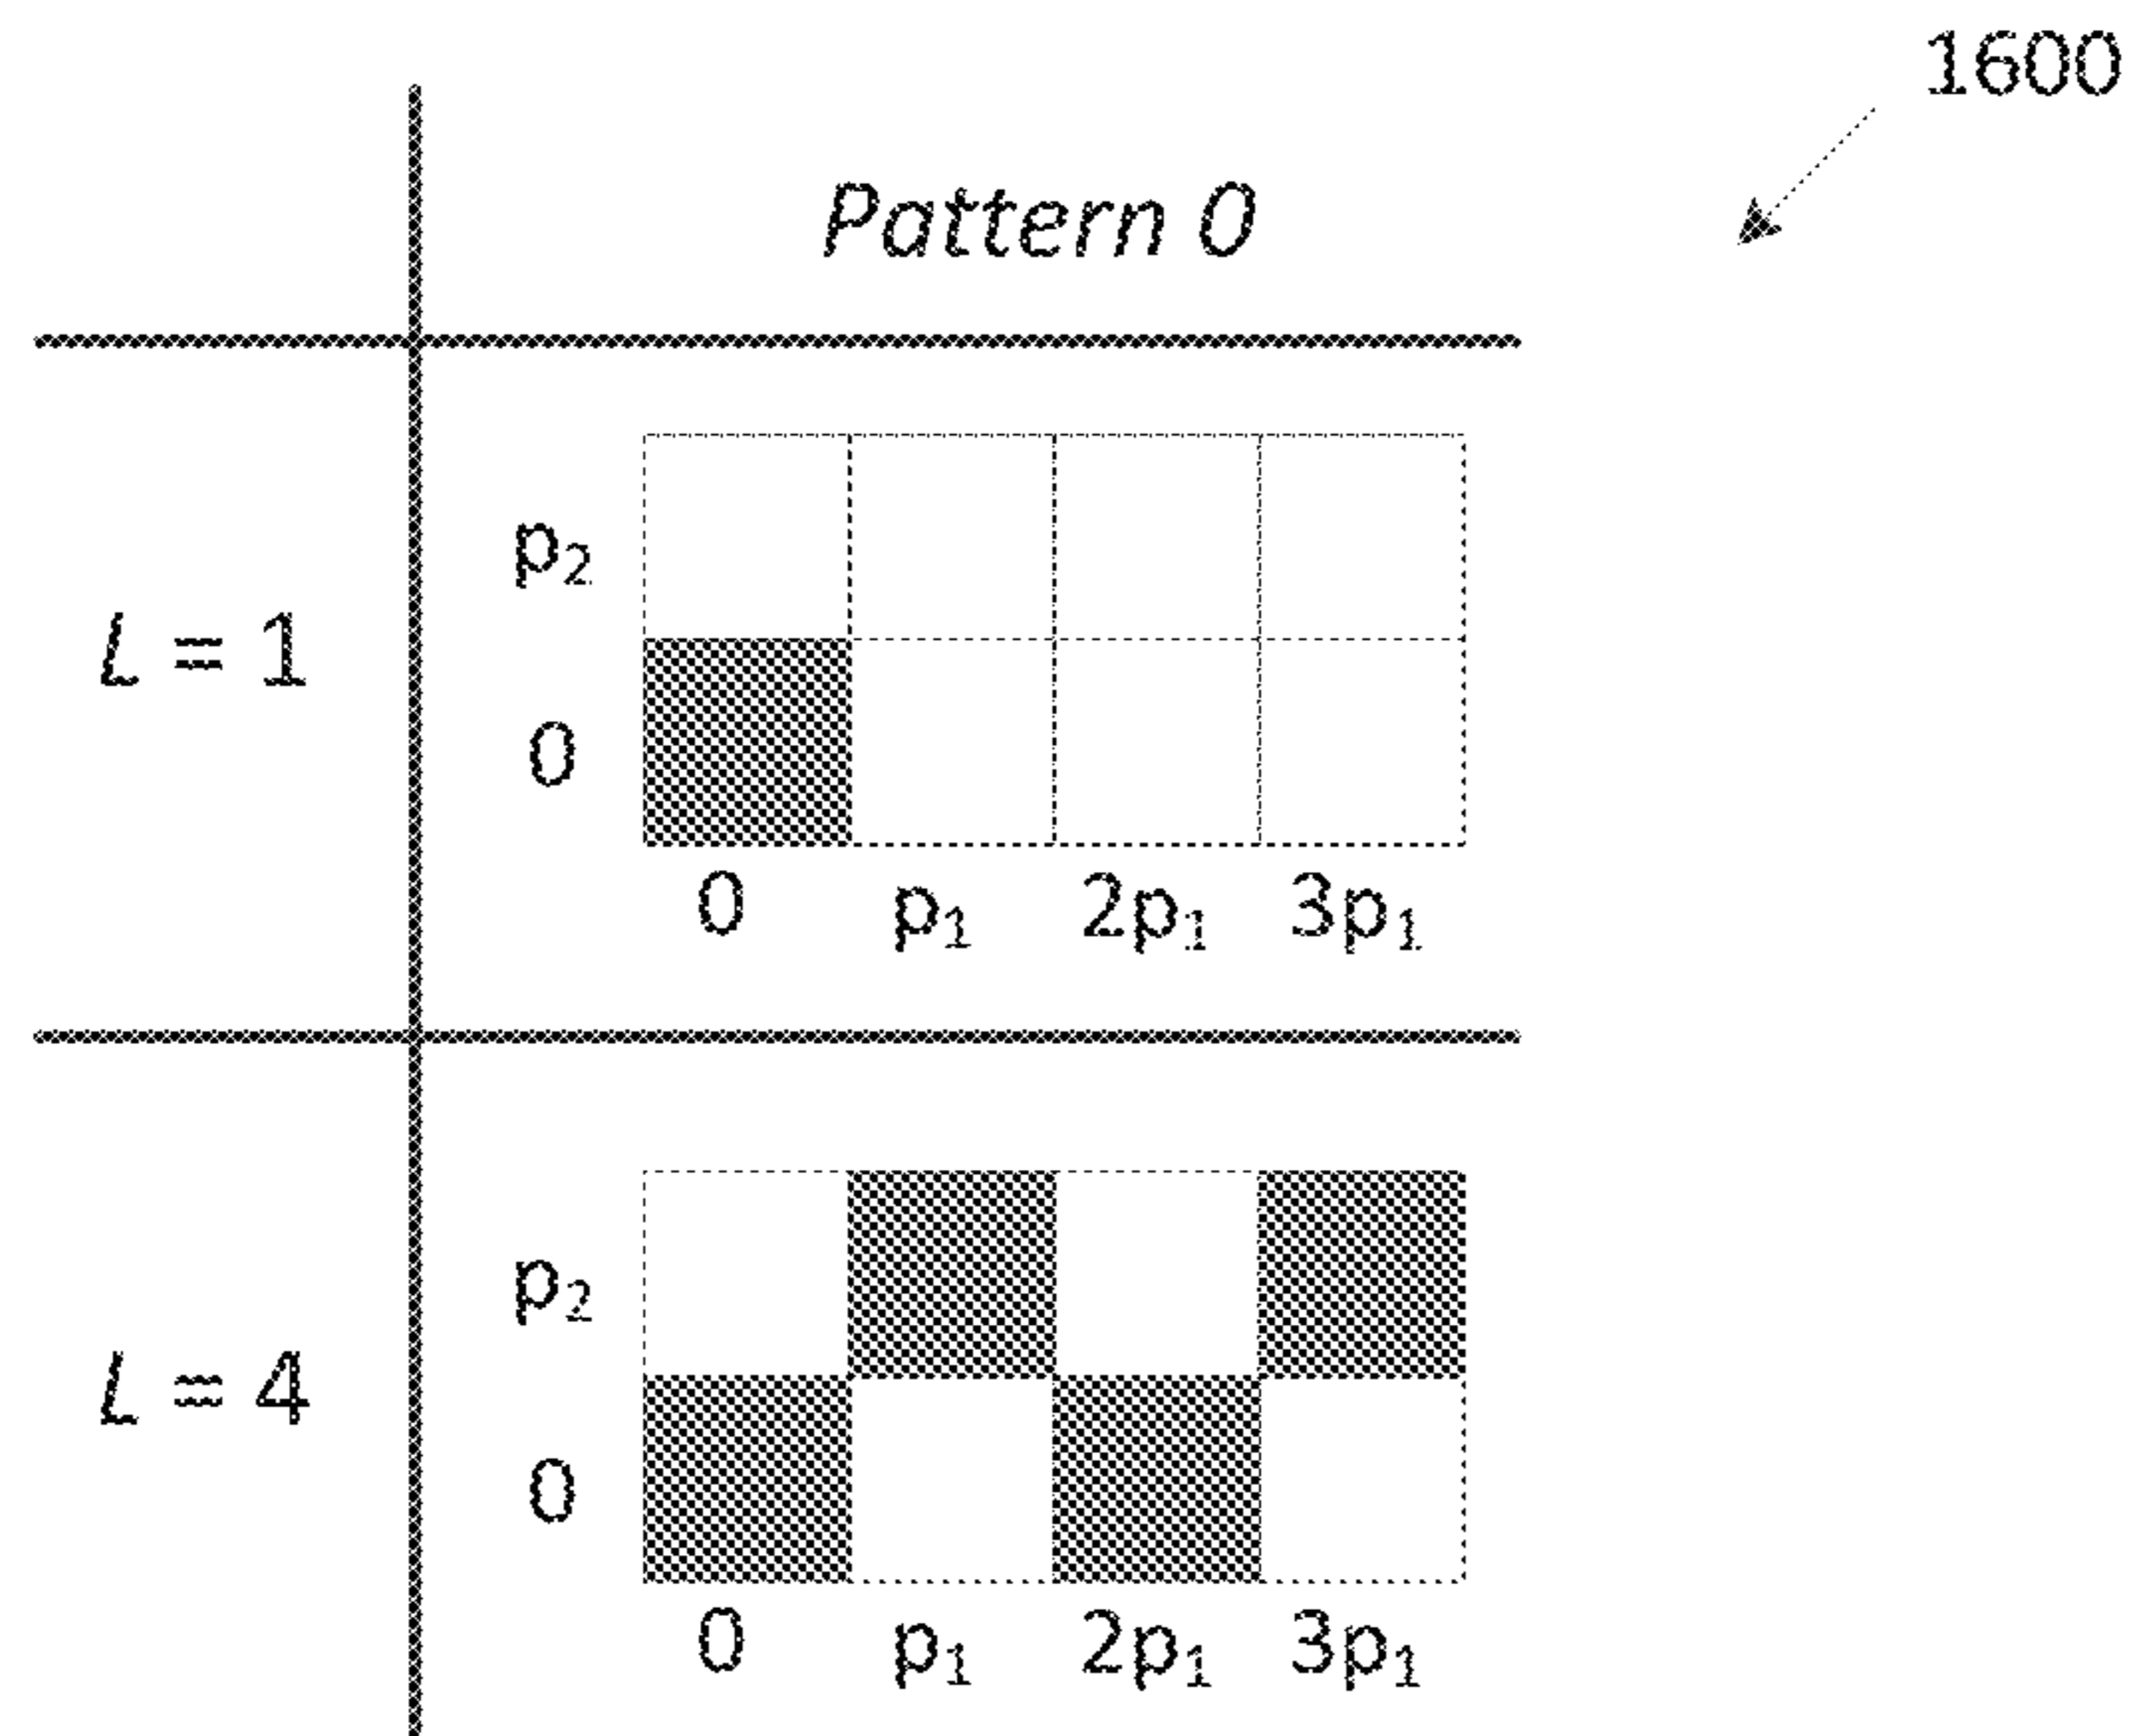 1600
Pattern 0
L = 1
p₂
0
0 p₁ 2p₁ 3p₁
L = 4
p₂
0
0 p₁ 2p₁ 3p₁